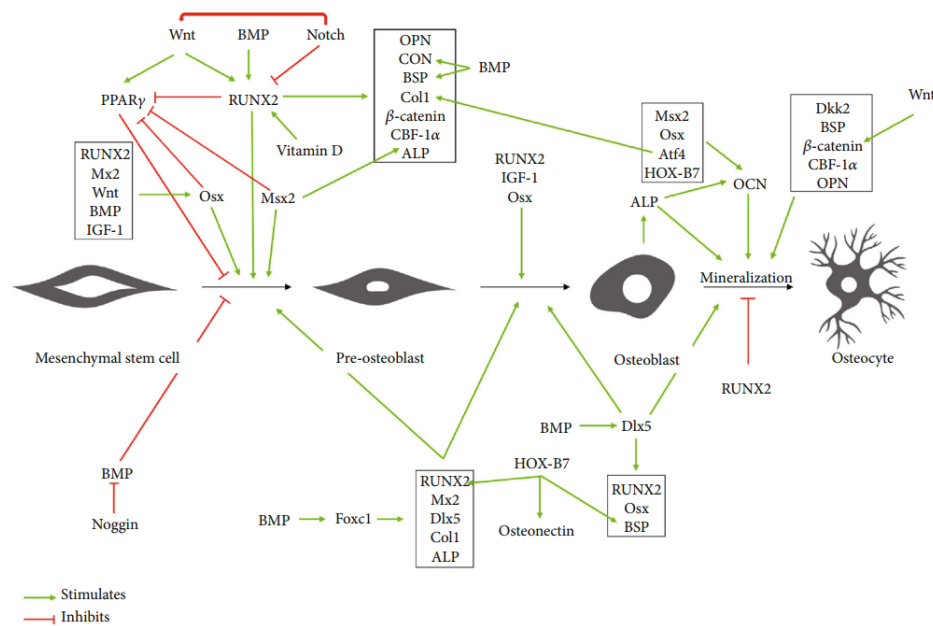 Wnt
BMP
Notch
PPARγ
RUNX2
Vitamin D
OPN
CON
BSP
Col1
β-catenin
CBF-1α
ALP
BMP
RUNX2
Mx2
Wnt
BMP
IGF-1
Osx
Msx2
RUNX2
IGF-1
Osx
Msx2
Osx
Atf4
HOX-B7
ALP
OCN
Dkk2
BSP
β-catenin
CBF-1α
OPN
Wnt
Mineralization
Mesenchymal stem cell
Pre-osteoblast
Osteoblast
Osteocyte
RUNX2
BMP
Noggin
BMP
Foxc1
RUNX2
Mx2
Dlx5
Col1
ALP
HOX-B7
Osteonectin
BMP
Dlx5
RUNX2
Osx
BSP
Stimulates
Inhibits